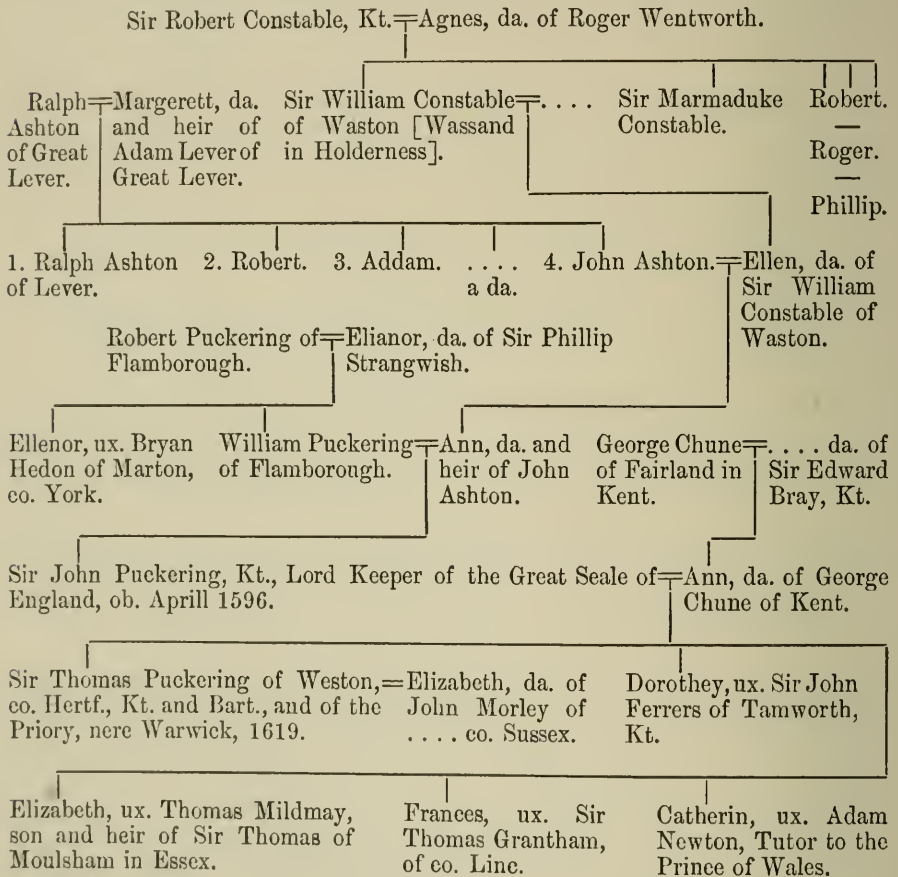 Sir Robert Constable, Kt.=Agnes, da. of Roger Wentworth.
Ralph=Margerett, da.
Ashton and heir of
of Great Adam Lever of
Lever. Great Lever.
Sir William Constable=. . . .
of Waston [Wassand
in Holderness].
Sir Marmaduke
Constable.
Robert.
—
Roger.
—
Phillip.
1. Ralph Ashton
of Lever.
2. Robert.
3. Addam.
. . . .
a da.
4. John Ashton.=Ellen, da. of
Sir William
Constable of
Waston.
Robert Puckering of=Elianor, da. of Sir Phillip
Flamborough. Strangwish.
Ellenor, ux. Bryan
Hedon of Marton,
co. York.
William Puckering=Ann, da. and
of Flamborough. heir of John
Ashton.
George Chune=. . . . da. of
of Fairland in Sir Edward
Kent. Bray, Kt.
Sir John Puckering, Kt., Lord Keeper of the Great Seale of=Ann, da. of George
England, ob. Aprill 1596. Chune of Kent.
Sir Thomas Puckering of Weston,=Elizabeth, da. of
co. Hertf., Kt. and Bart., and of the John Morley of
Priory, nere Warwick, 1619. . . . . co. Sussex.
Dorothey, ux. Sir John
Ferrers of Tamworth,
Kt.
Elizabeth, ux. Thomas Mildmay,
son and heir of Sir Thomas of
Moulsham in Essex.
Frances, ux. Sir
Thomas Grantham,
of co. Linc.
Catherin, ux. Adam
Newton, Tutor to the
Prince of Wales.